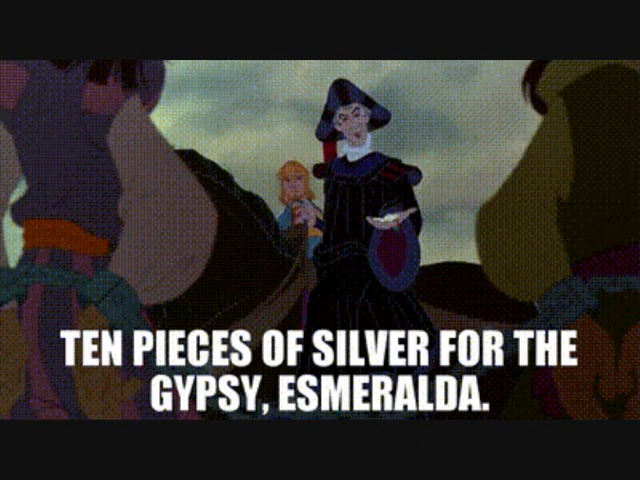 TEN PIECES OF SILVER FOR THE
GYPSY, ESMERALDA.